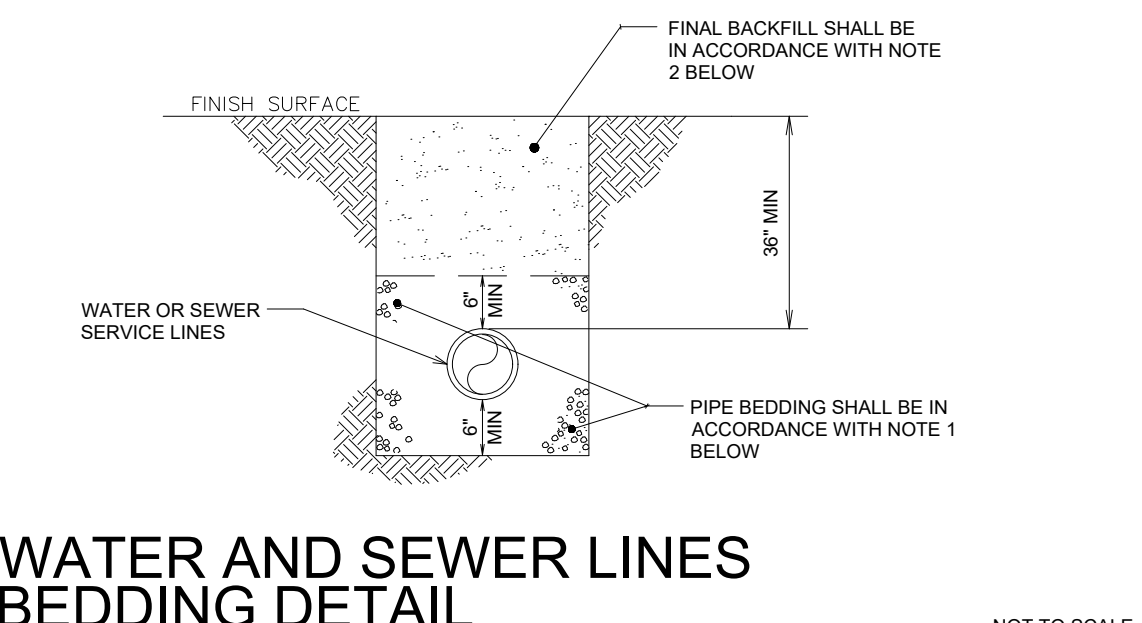 FINAL BACKFILL SHALL BE
IN ACCORDANCE WITH NOTE
2 BELOW
FINISH SURFACE
36" MIN
6"
MIN
WATER OR SEWER
SERVICE LINES
6"
MIN
PIPE BEDDING SHALL BE IN
ACCORDANCE WITH NOTE 1
BELOW
WATER AND SEWER LINES
BEDDING DETAIL
NOT TO SCALE